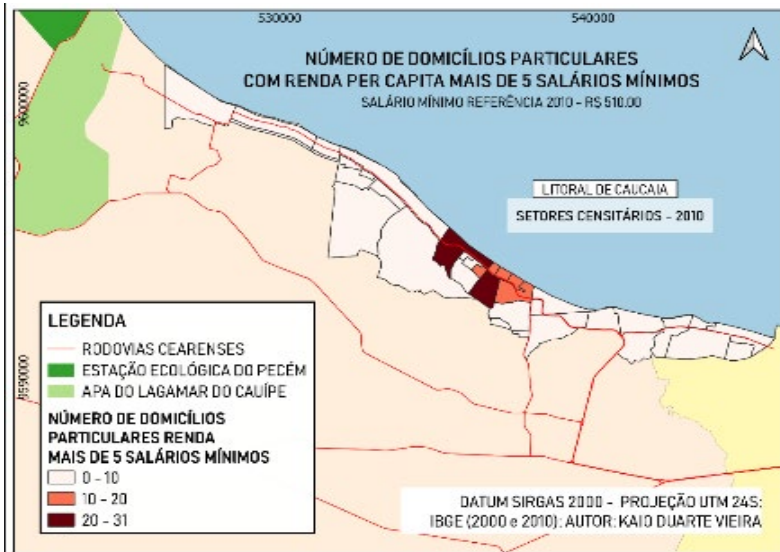 530000
540000
NÚMERO DE DOMICÍLIOS PARTICULARES
COM RENDA PER CAPITA MAIS DE 5 SALÁRIOS MÍNIMOS
SALÁRIO MÍNIMO REFERÊNCIA 2010 - R$ 510.00
9600000
LITORAL DE CAUCAIA
SETORES CENSITÁRIOS - 2010
9590000
LEGENDA
RODOVIAS CEARENSES
ESTAÇÃO ECOLÓGICA DO PECÉM
APA DO LAGAMAR DO CAUÍPE
NÚMERO DE DOMICÍLIOS
PARTICULARES RENDA
MAIS DE 5 SALÁRIOS MÍNIMOS
0 - 10
10 - 20
20 - 31
DATUM SIRGAS 2000 - PROJEÇÃO UTM 24S;
IBGE (2000 e 2010); AUTOR: KAIO DUARTE VIEIRA